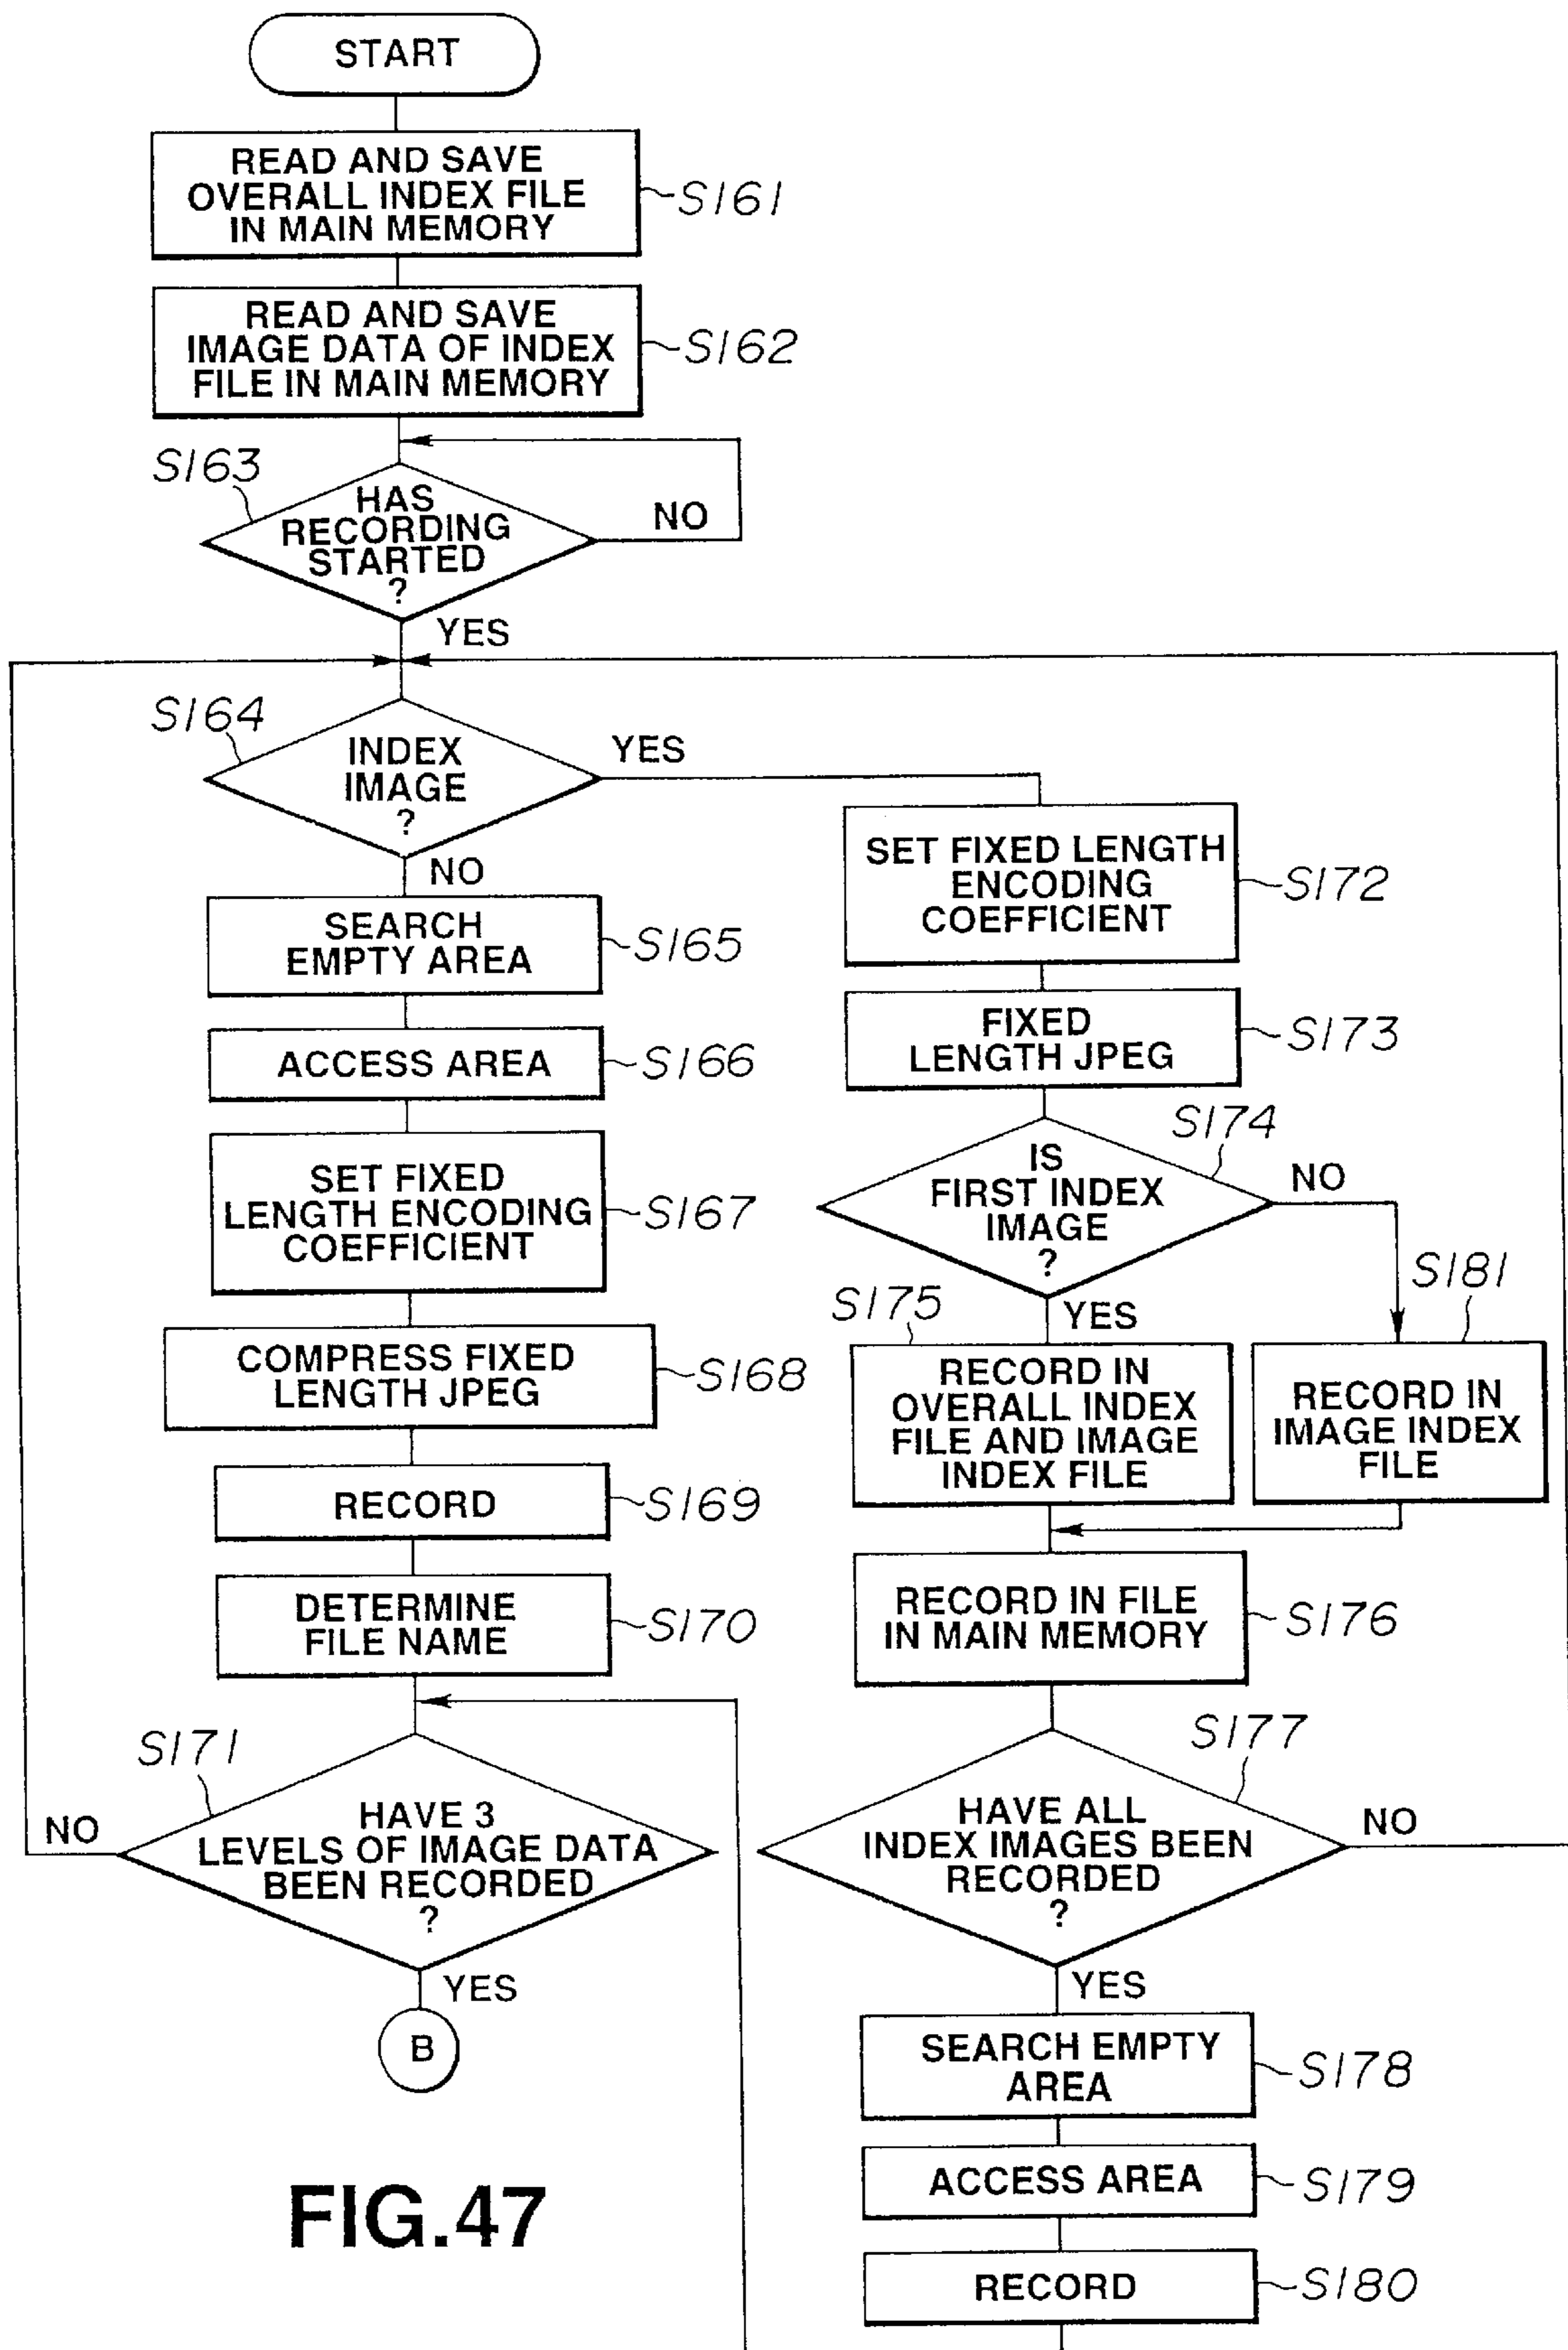 START
READ AND SAVE
OVERALL INDEX FILE
IN MAIN MEMORY
S161
READ AND SAVE
IMAGE DATA OF INDEX
FILE IN MAIN MEMORY
S162
S163
HAS
RECORDING
STARTED
?
NO
YES
S164
INDEX
IMAGE
?
YES
NO
SEARCH
EMPTY AREA
S165
ACCESS AREA
S166
SET FIXED
LENGTH ENCODING
COEFFICIENT
S167
COMPRESS FIXED
LENGTH JPEG
S168
RECORD
S169
DETERMINE
FILE NAME
S170
S171
HAVE 3
LEVELS OF IMAGE DATA
BEEN RECORDED
?
NO
YES
B
SET FIXED LENGTH
ENCODING
COEFFICIENT
S172
FIXED
LENGTH JPEG
S173
S174
IS
FIRST INDEX
IMAGE
?
NO
YES
S175
RECORD IN
OVERALL INDEX
FILE AND IMAGE
INDEX FILE
S181
RECORD IN
IMAGE INDEX
FILE
RECORD IN FILE
IN MAIN MEMORY
S176
S177
HAVE ALL
INDEX IMAGES BEEN
RECORDED
?
NO
YES
SEARCH EMPTY
AREA
S178
ACCESS AREA
S179
RECORD
S180
FIG.47